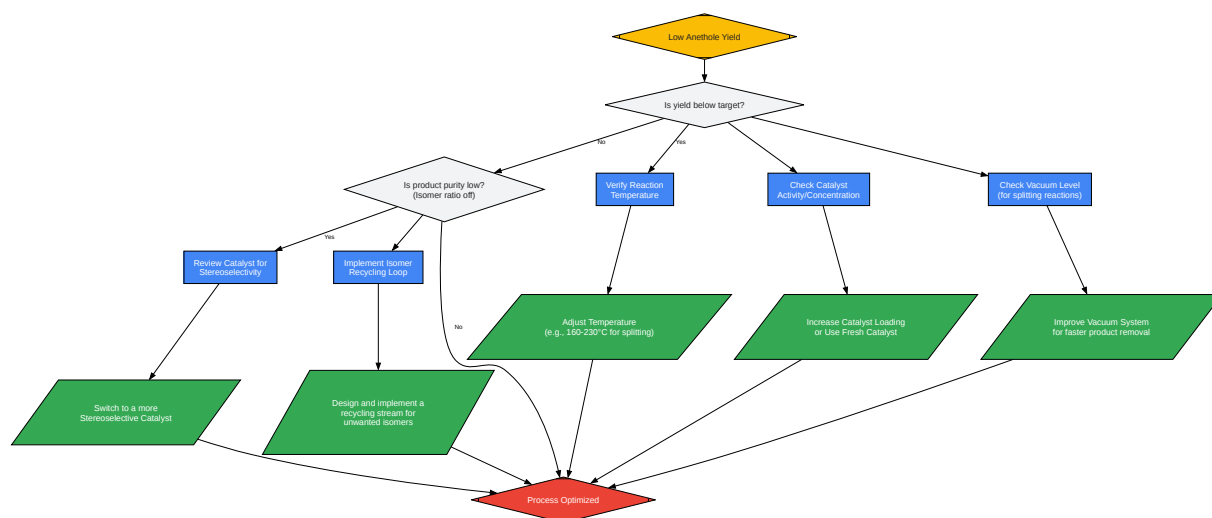 Low Anethole Yield
Is yield below target?
No
Yes
Is product purity low?
(Isomer ratio off)
Verify Reaction
Temperature
Check Catalyst
Activity/Concentration
Check Vacuum Level
(for splitting reactions)
Yes
Review Catalyst for
Stereoselectivity
Implement Isomer
Recycling Loop
No
Adjust Temperature
(e.g., 160-230°C for splitting)
Increase Catalyst Loading
or Use Fresh Catalyst
Improve Vacuum System
for faster product removal
Switch to a more
Stereoselective Catalyst
Design and implement a
recycling stream for
unwanted isomers
Process Optimized